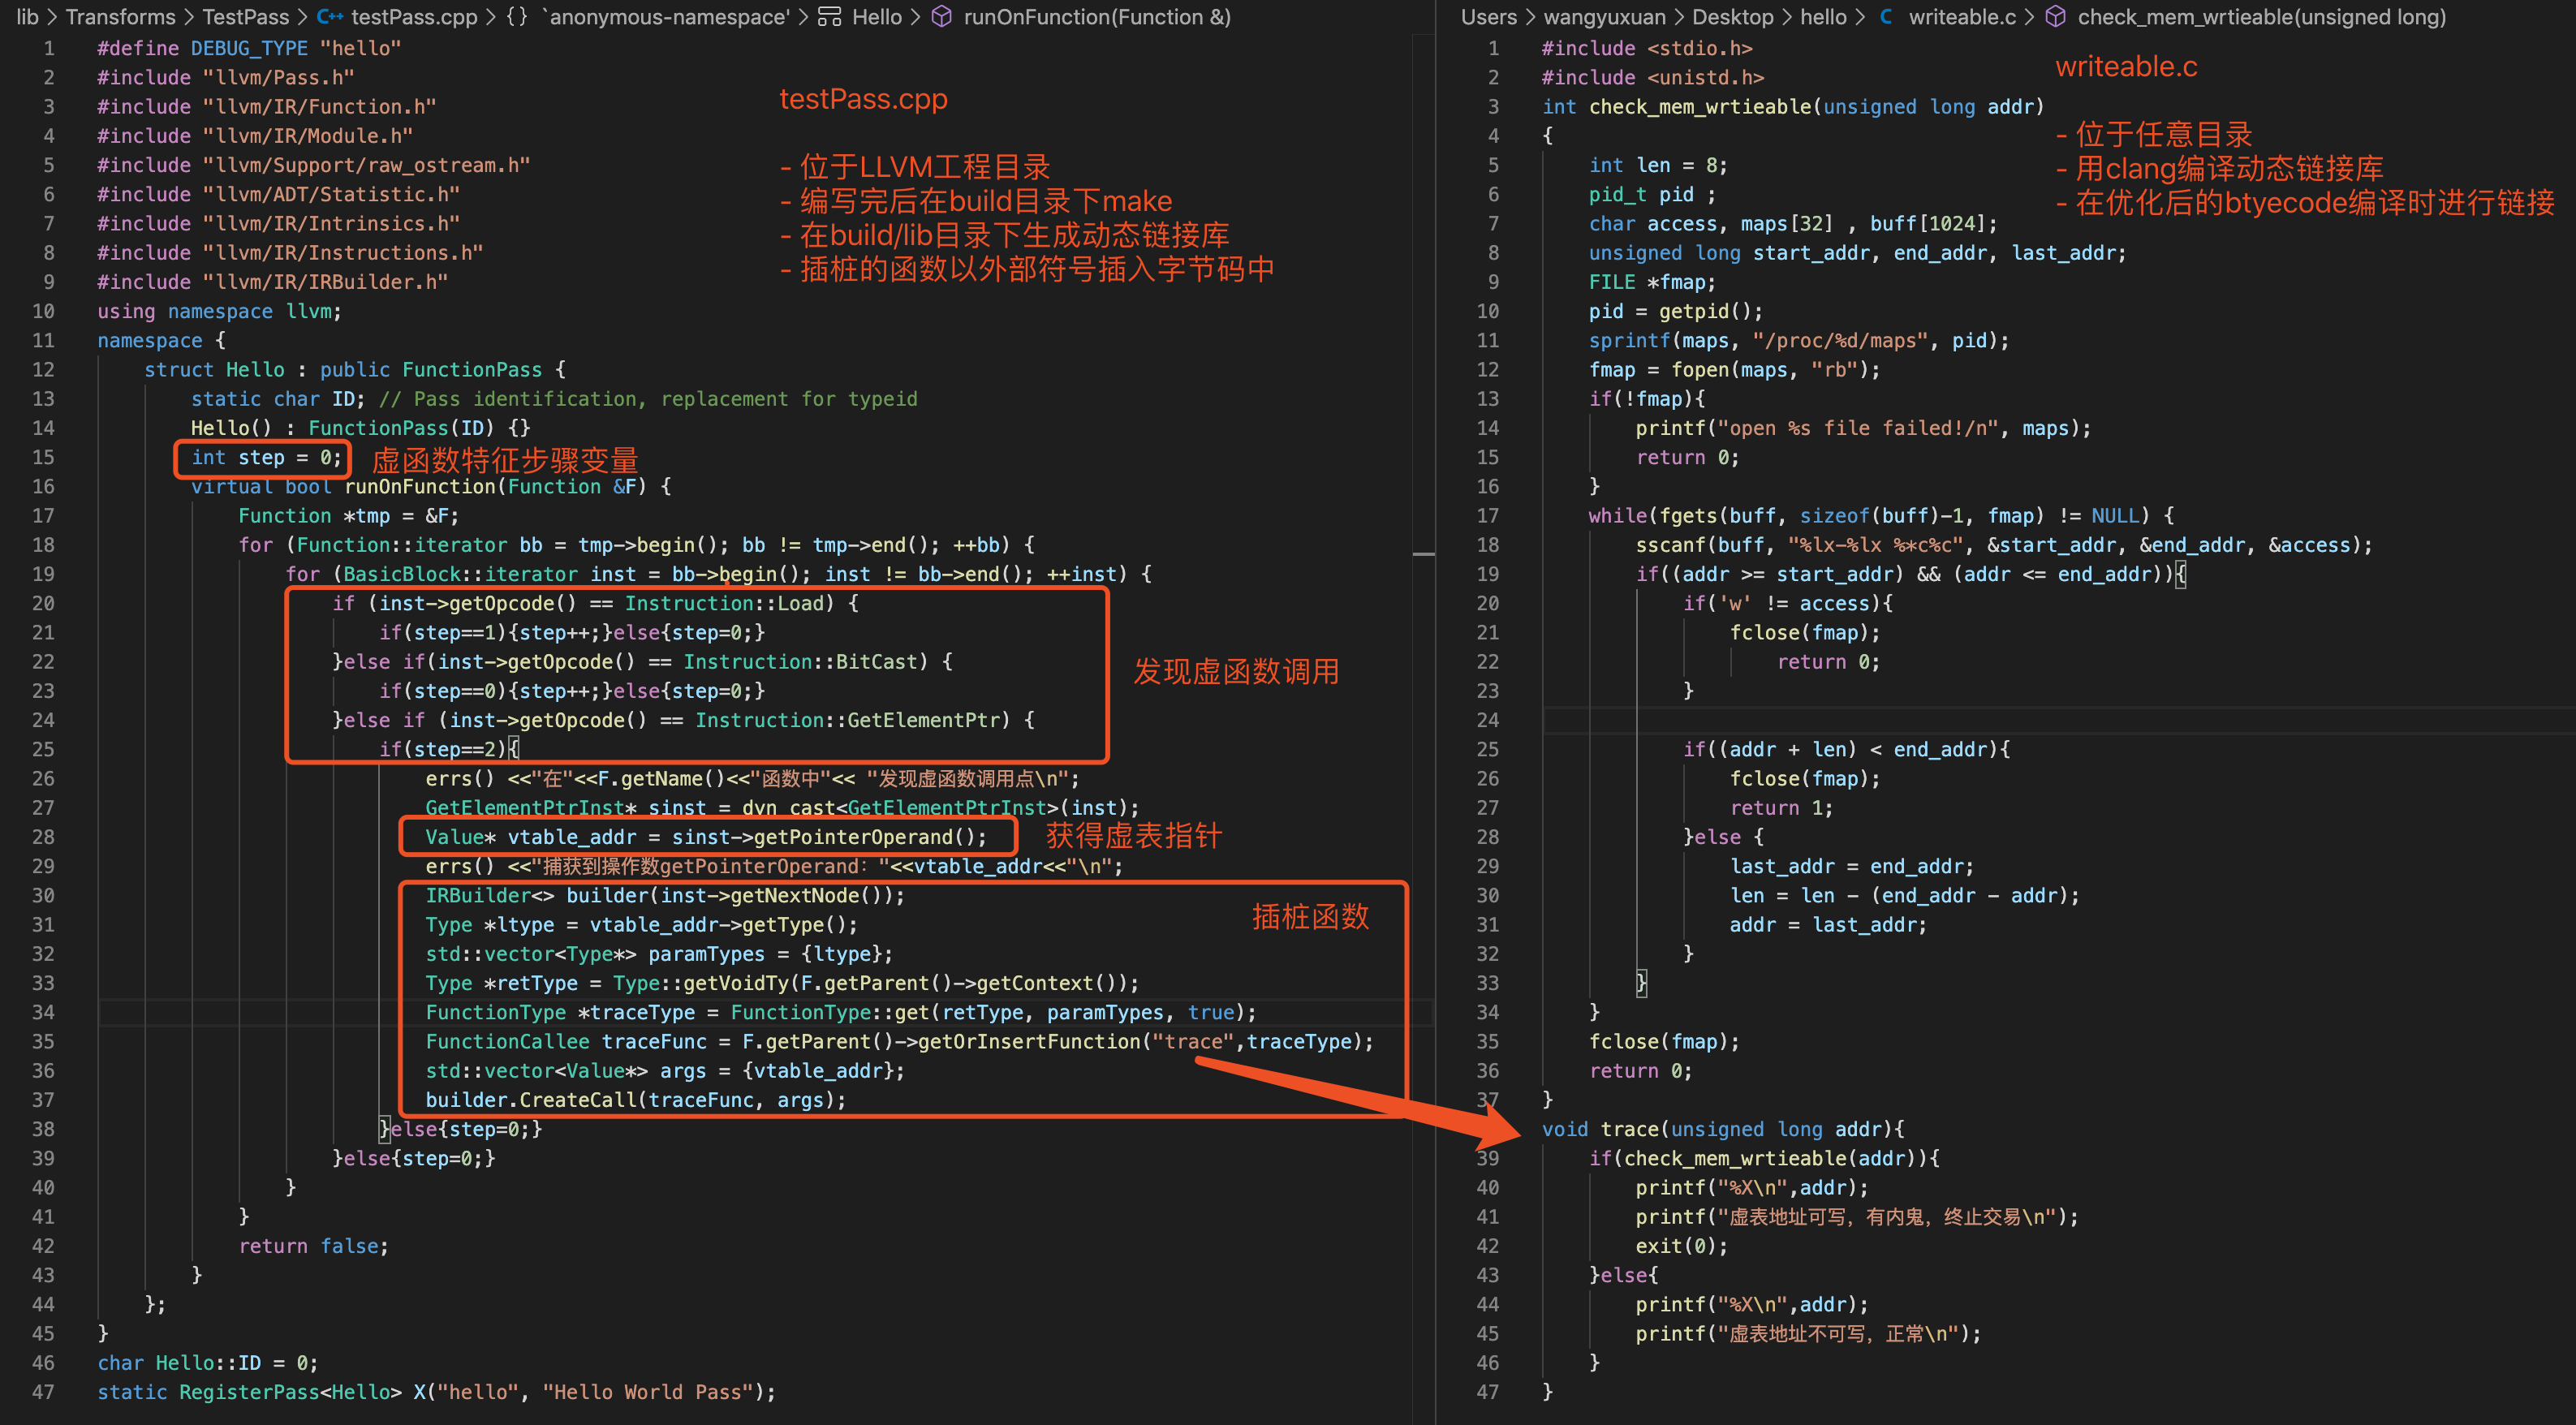 lib > Transforms > TestPass > C++ testPass.cpp > {} `anonymous-namespace' > Hello > runOnFunction(Function &)
1 #define DEBUG_TYPE "hello"
2 #include "llvm/Pass.h"
3 #include "llvm/IR/Function.h"
4 #include "llvm/IR/Module.h"
5 #include "llvm/Support/raw_ostream.h"
6 #include "llvm/ADT/Statistic.h"
7 #include "llvm/IR/Intrinsics.h"
8 #include "llvm/IR/Instructions.h"
9 #include "llvm/IR/IRBuilder.h"
10 using namespace llvm;
11 namespace {
12 struct Hello : public FunctionPass {
13 static char ID; // Pass identification, replacement for typeid
14 Hello() : FunctionPass(ID) {}
15 int step = 0;
16 virtual bool runOnFunction(Function &F) {
17 Function *tmp = &F;
18 for (Function::iterator bb = tmp->begin(); bb != tmp->end(); ++bb) {
19 for (BasicBlock::iterator inst = bb->begin(); inst != bb->end(); ++inst) {
20 if (inst->getOpcode() == Instruction::Load) {
21 if(step==1){step++;}else{step=0;}
22 }else if(inst->getOpcode() == Instruction::BitCast) {
23 if(step==0){step++;}else{step=0;}
24 }else if (inst->getOpcode() == Instruction::GetElementPtr) {
25 if(step==2){
26 errs() <<"在"<<F.getName()<<"函数中"<< "发现虚函数调用点\n";
27 GetElementPtrInst* sinst = dyn_cast<GetElementPtrInst>(inst);
28 Value* vtable_addr = sinst->getPointerOperand();
29 errs() <<"捕获到操作数getPointerOperand: "<<vtable_addr<<"\n";
30 IRBuilder<> builder(inst->getNextNode());
31 Type *ltype = vtable_addr->getType();
32 std::vector<Type*> paramTypes = {ltype};
33 Type *retType = Type::getVoidTy(F.getParent()->getContext());
34 FunctionType *traceType = FunctionType::get(retType, paramTypes, true);
35 FunctionCallee traceFunc = F.getParent()->getOrInsertFunction("trace",traceType);
36 std::vector<Value*> args = {vtable_addr};
37 builder.CreateCall(traceFunc, args);
38 }else{step=0;}
39 }else{step=0;}
40 }
41 }
42 return false;
43 }
44 };
45 }
46 char Hello::ID = 0;
47 static RegisterPass<Hello> X("hello", "Hello World Pass");
testPass.cpp
- 位于LLVM工程目录
- 编写完后在build目录下make
- 在build/lib目录下生成动态链接库
- 插桩的函数以外部符号插入字节码中
虚函数特征步骤变量
发现虚函数调用
获得虚表指针
插桩函数
Users > wangyuxuan > Desktop > hello > C writeable.c > check_mem_wrtieable(unsigned long)
1 #include <stdio.h>
2 #include <unistd.h>
3 int check_mem_wrtieable(unsigned long addr)
4 {
5 int len = 8;
6 pid_t pid ;
7 char access, maps[32] , buff[1024];
8 unsigned long start_addr, end_addr, last_addr;
9 FILE *fmap;
10 pid = getpid();
11 sprintf(maps, "/proc/%d/maps", pid);
12 fmap = fopen(maps, "rb");
13 if(!fmap){
14 printf("open %s file failed!/n", maps);
15 return 0;
16 }
17 while(fgets(buff, sizeof(buff)-1, fmap) != NULL) {
18 sscanf(buff, "%lx-%lx %*c%c", &start_addr, &end_addr, &access);
19 if((addr >= start_addr) && (addr <= end_addr)){
20 if('w' != access){
21 fclose(fmap);
22 return 0;
23 }
24
25 if((addr + len) < end_addr){
26 fclose(fmap);
27 return 1;
28 }else {
29 last_addr = end_addr;
30 len = len - (end_addr - addr);
31 addr = last_addr;
32 }
33 }
34 }
35 fclose(fmap);
36 return 0;
37 }
void trace(unsigned long addr){
39 if(check_mem_wrtieable(addr)){
40 printf("%X\n",addr);
41 printf("虚表地址可写，有内鬼，终止交易\n");
42 exit(0);
43 }else{
44 printf("%X\n",addr);
45 printf("虚表地址不可写，正常\n");
46 }
47 }
writeable.c
- 位于任意目录
- 用clang编译动态链接库
- 在优化后的btyecode编译时进行链接